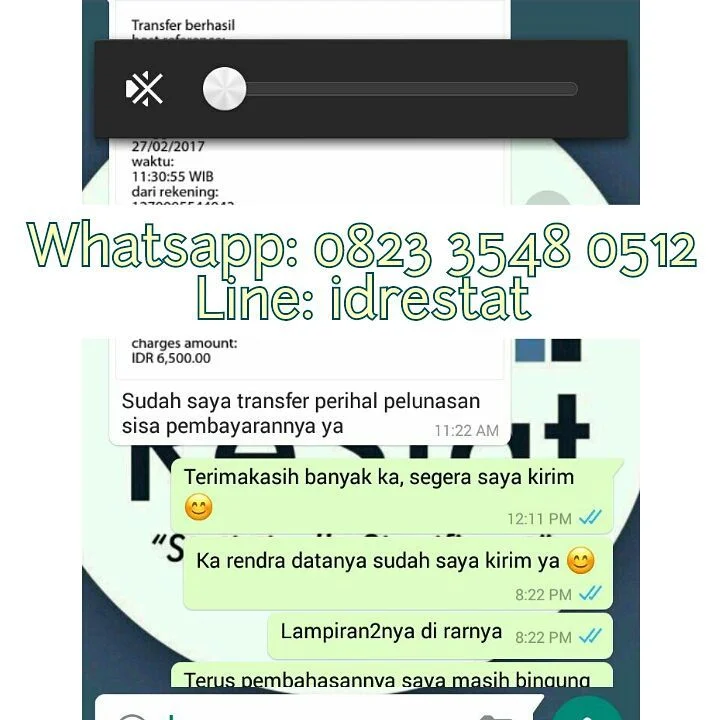 Transfer berhasil
27/02/2017
waktu:
11:30:55 WIB
dari rekening:
Whatsapp: 0823 3548 0512
Line: idrestat
charges amount:
IDR 6,500.00
Sudah saya transfer perihal pelunasan
sisa pembayarannya ya
11:22 AM
Terimakasih banyak ka, segera saya kirim
😊
12:11 PM
Ka rendra datanya sudah saya kirim ya 😊
8:22 PM
Lampiran2nya di rarnya 8:22 PM
Terus pembahasannya saya masih bingung